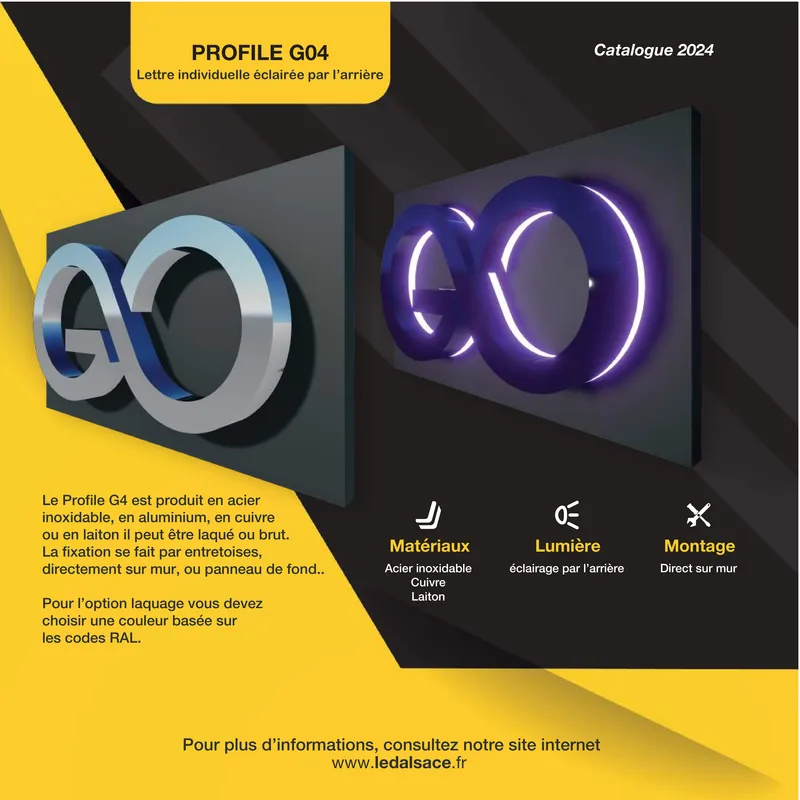 PROFILE G04
Lettre individuelle éclairée par l'arrière
Catalogue 2024
GO
GO
Le Profile G4 est produit en acier
inoxidable, en aluminium, en cuivre
ou en laiton il peut être laqué ou brut.
La fixation se fait par entretoises,
directement sur mur, ou panneau de fond..
Pour l'option laquage vous devez
choisir une couleur basée sur
les codes RAL.
Matériaux
Acier inoxidable
Cuivre
Laiton
Lumière
éclairage par l'arrière
Montage
Direct sur mur
Pour plus d'informations, consultez notre site internet
www.ledalsace.fr